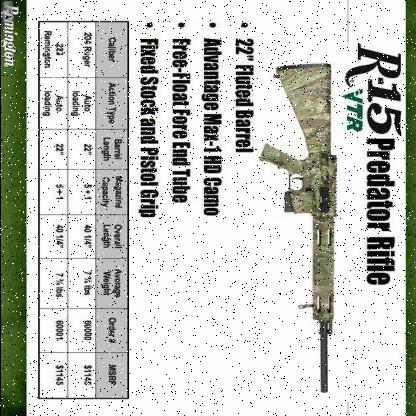 R-15 Predator Rifle
VTR
• 22" Fluted Barrel
• Advantage Max-1 HD Camo
• Free-Float Fore End Tube
• Fixed Stock and Pistol Grip
Caliber Action Type Barrel Length Magazine Capacity Overall Length Average Weight Order # MSRP
.204 Ruger Auto loading 22" 5 + 1 40 1/4" 7 ¾ lbs 60000 $1145
.223 Remington Auto loading 22" 5 + 1 40 1/4" 7 ¾ lbs 60001 $1145
Remington